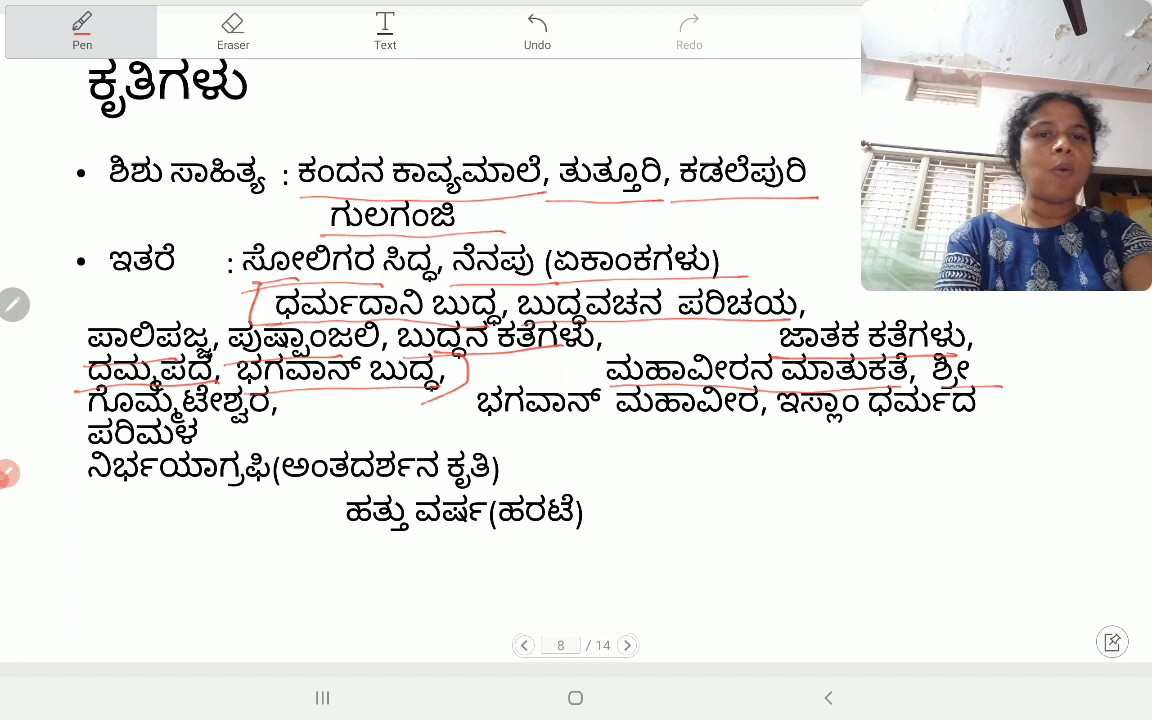 Pen Eraser Text Undo Redo
ಕೃತಿಗಳು
• ಶಿಶು ಸಾಹಿತ್ಯ : ಕಂದನ ಕಾವ್ಯಮಾಲೆ, ತುತ್ತೂರಿ, ಕಡಲೆಪುರಿ
ಗುಲಗಂಜಿ
• ಇತರೆ : ಸೋಲಿಗರ ಸಿದ್ಧ, ನೆನಪು (ಏಕಾಂಕಗಳು)
ಧರ್ಮದಾನಿ ಬುದ್ಧ, ಬುದ್ಧವಚನ ಪರಿಚಯ,
ಪಾಲಿಪಜ್ಜ, ಪುಷ್ಪಾಂಜಲಿ, ಬುದ್ಧನ ಕತೆಗಳು, ಜಾತಕ ಕತೆಗಳು,
ದಮ್ಮಪದ, ಭಗವಾನ್ ಬುದ್ಧ, ಮಹಾವೀರನ ಮಾತುಕತೆ, ಶ್ರೀ
ಗೊಮ್ಮಟೇಶ್ವರ, ಭಗವಾನ್ ಮಹಾವೀರ, ಇಸ್ಲಾಂ ಧರ್ಮದ
ಪರಿಮಳ
ನಿರ್ಭಯಾಗ್ರಫಿ(ಅಂತದರ್ಶನ ಕೃತಿ)
ಹತ್ತು ವರ್ಷ(ಹರಟೆ)
8 / 14